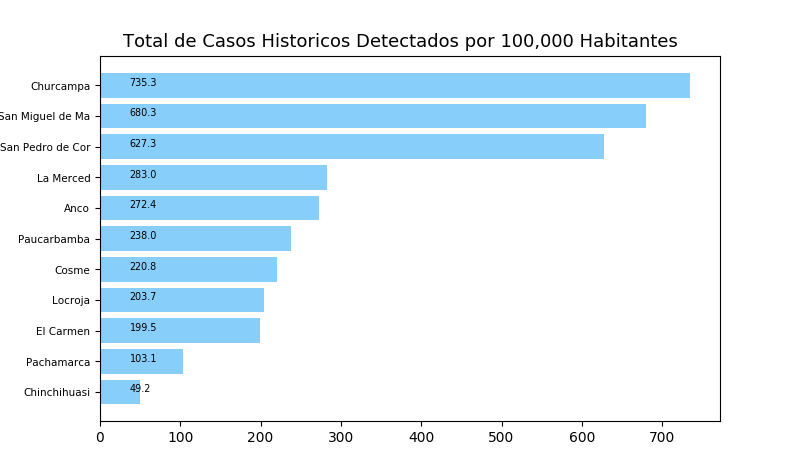 Total de Casos Historicos Detectados por 100,000 Habitantes
Churcampa 735.3
San Miguel de Ma 680.3
San Pedro de Cor 627.3
La Merced 283.0
Anco 272.4
Paucarbamba 238.0
Cosme 220.8
Locroja 203.7
El Carmen 199.5
Pachamarca 103.1
Chinchihuasi 49.2
0 100 200 300 400 500 600 700